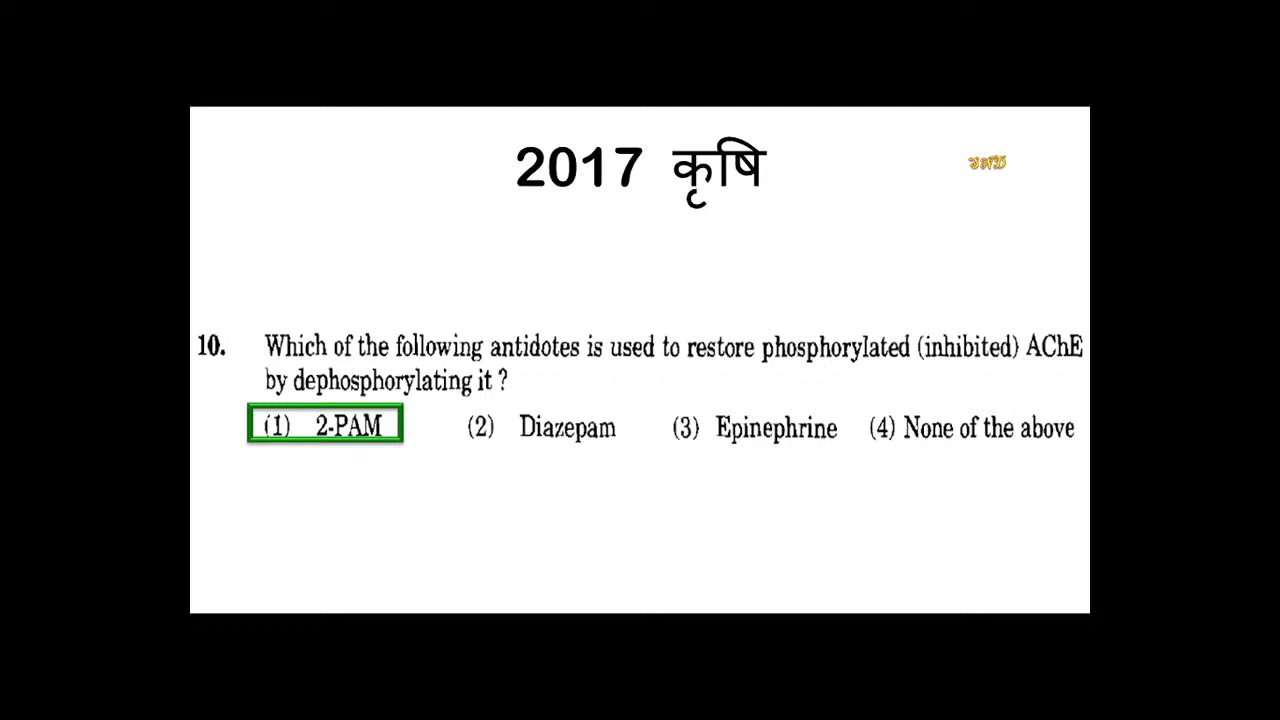 2017 कृषि
10. Which of the following antidotes is used to restore phosphorylated (inhibited) AChE
by dephosphorylating it ?
(1) 2-PAM (2) Diazepam (3) Epinephrine (4) None of the above